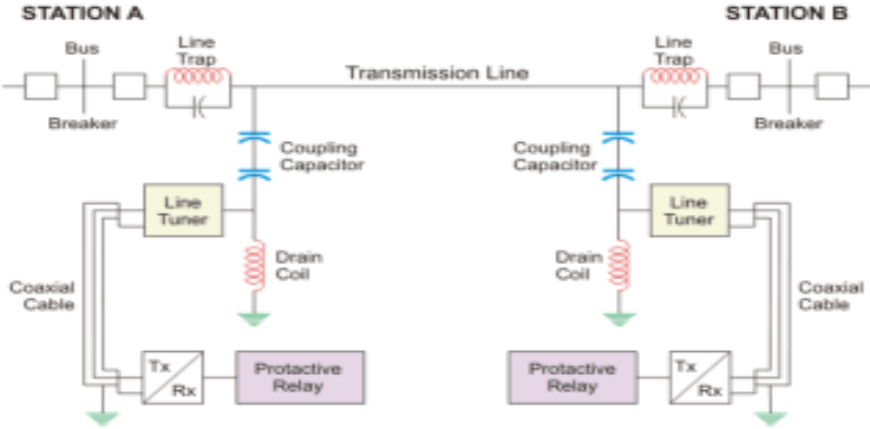 STATION A
STATION B
Bus
Line
Trap
Line
Trap
Bus
Transmission Line
Breaker
Breaker
Coupling
Capacitor
Coupling
Capacitor
Line
Tuner
Line
Tuner
Drain
Coil
Drain
Coil
Coaxial
Cable
Coaxial
Cable
Tx
Rx
Protactive
Relay
Protactive
Relay
Tx
Rx